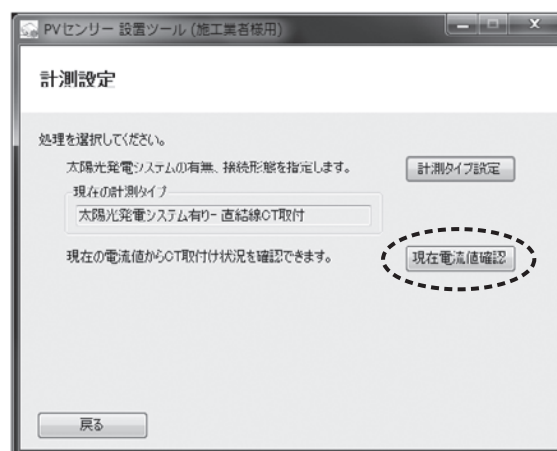 PVセンリー 設置ツール (施工業者様用)
計測設定
処理を選択してください。
太陽光発電システムの有無、接続形態を指定します。
計測タイプ設定
現在の計測タイプ
太陽光発電システム有り- 直結線CT取付
現在の電流値からCT取付け状況を確認できます。
現在電流値確認
戻る